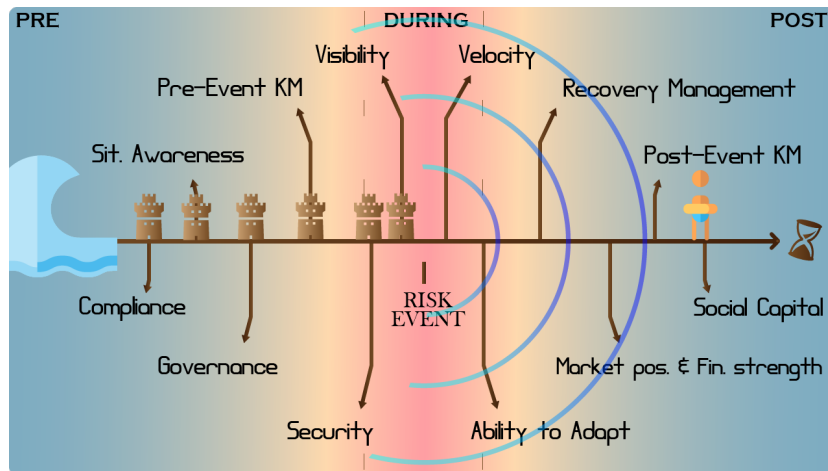 PRE
DURING
POST
Visibility
Velocity
Pre-Event KM
Recovery Management
Sit. Awareness
Post-Event KM
RISK
EVENT
Compliance
Social Capital
Governance
Market pos. & Fin. strength
Security
Ability to Adapt